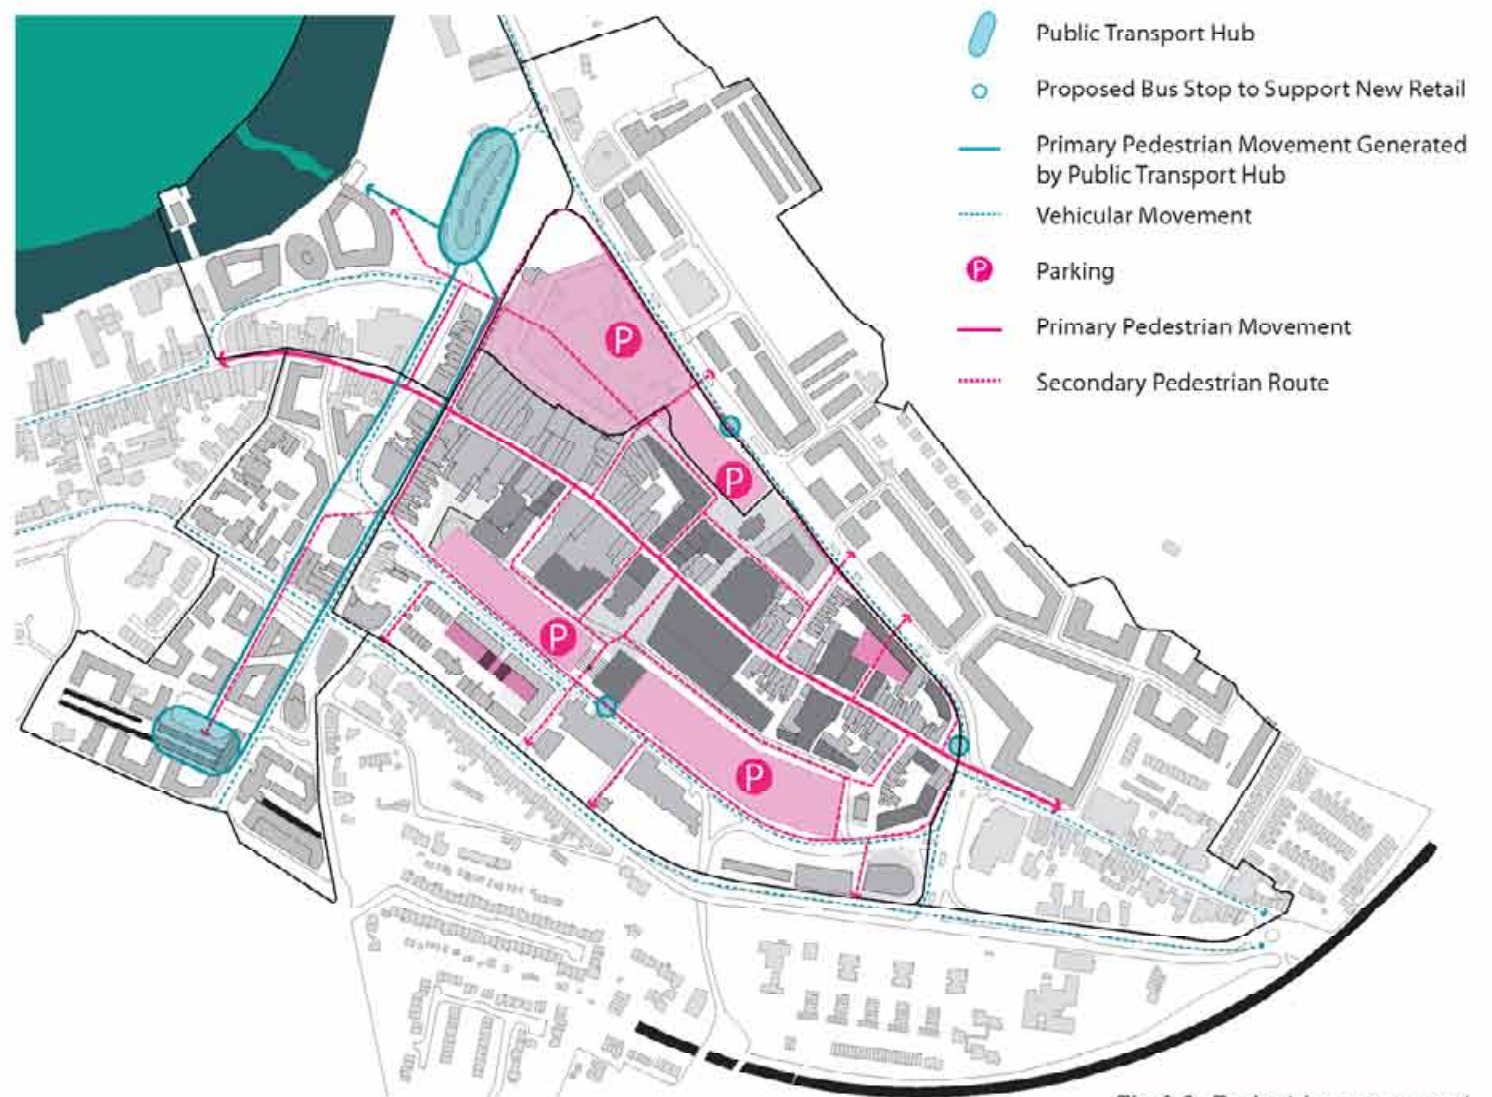 Public Transport Hub
Proposed Bus Stop to Support New Retail
Primary Pedestrian Movement Generated
by Public Transport Hub
Vehicular Movement
P
Parking
Primary Pedestrian Movement
Secondary Pedestrian Route
P
P
P
P